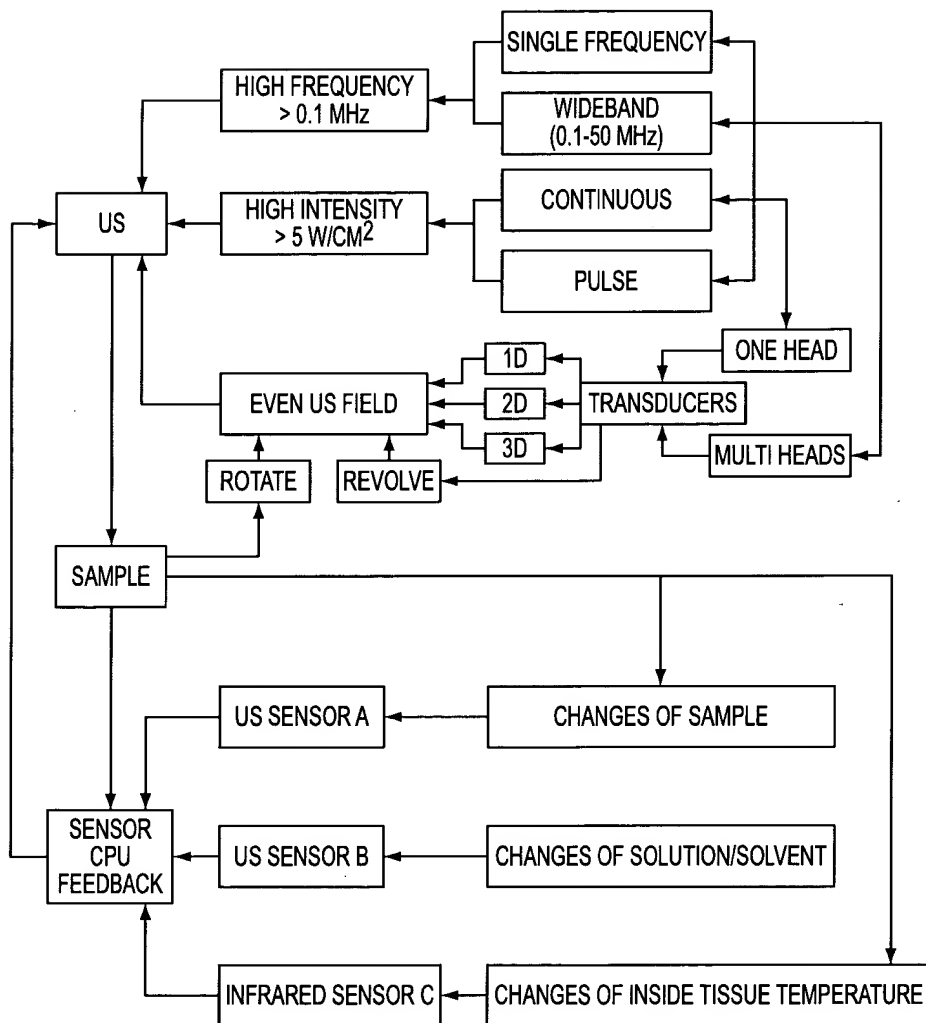 SINGLE FREQUENCY
HIGH FREQUENCY
> 0.1 MHz
WIDEBAND
(0.1-50 MHz)
US
HIGH INTENSITY
> 5 W/CM2
CONTINUOUS
PULSE
ONE HEAD
1D
EVEN US FIELD
2D
TRANSDUCERS
3D
MULTI HEADS
ROTATE
REVOLVE
SAMPLE
US SENSOR A
CHANGES OF SAMPLE
SENSOR
CPU
FEEDBACK
US SENSOR B
CHANGES OF SOLUTION/SOLVENT
INFRARED SENSOR C
CHANGES OF INSIDE TISSUE TEMPERATURE